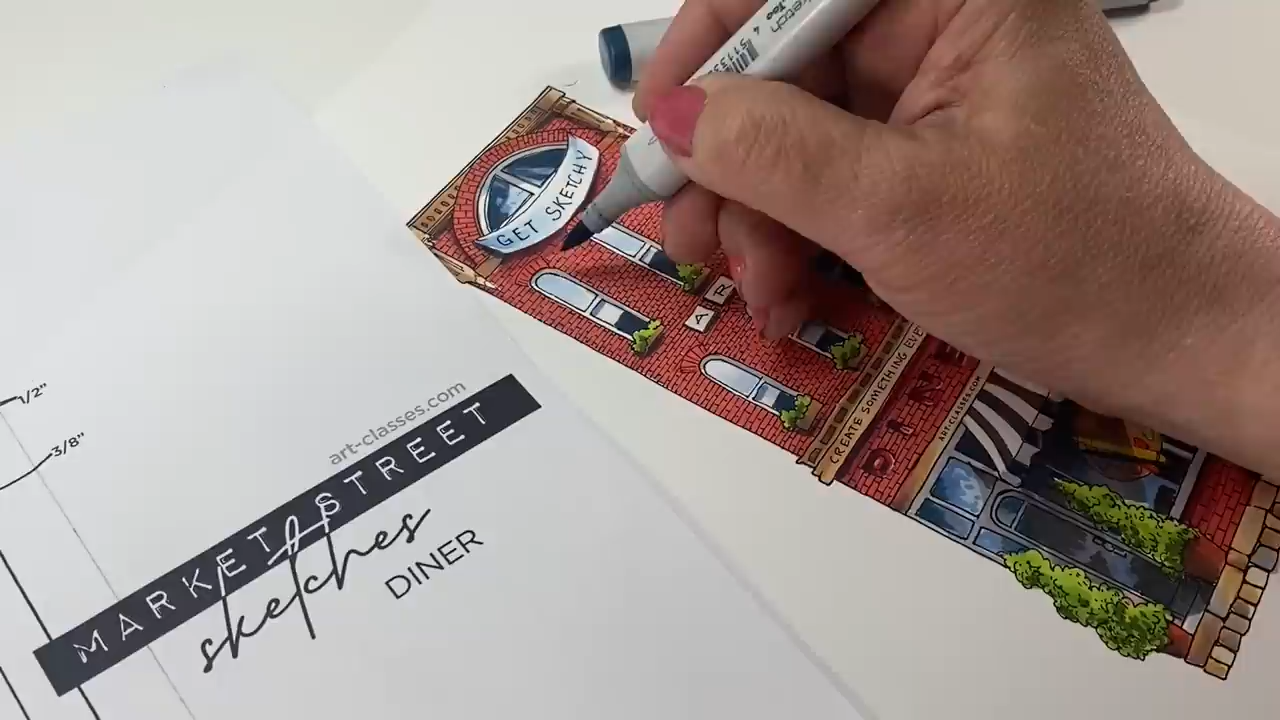 GET SKETCHY
A R
CREATE SOMETHING EVE
DINE
ART-CLASSES.COM
1/2"
3/8"
art-classes.com
MARKET STREET
sketches
DINER